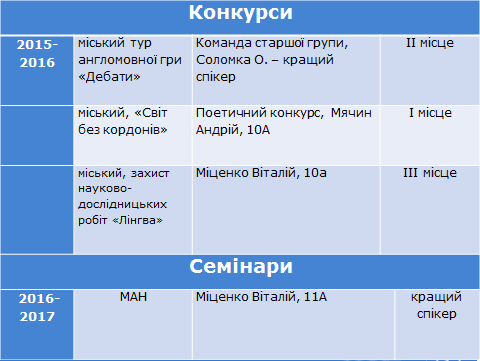 Конкурси
2015-
2016
міський тур
англомовної гри
«Дебати»
Команда старшої групи,
Соломка О. – кращий
спікер
ІІ місце
міський, «Світ
без кордонів»
Поетичний конкурс, Мячин
Андрій, 10А
І місце
міський, захист
науково-
дослідницьких
робіт «Лінгва»
Міценко Віталій, 10а
ІІІ місце
Семінари
2016-
2017
МАН
Міценко Віталій, 11А
кращий
спікер